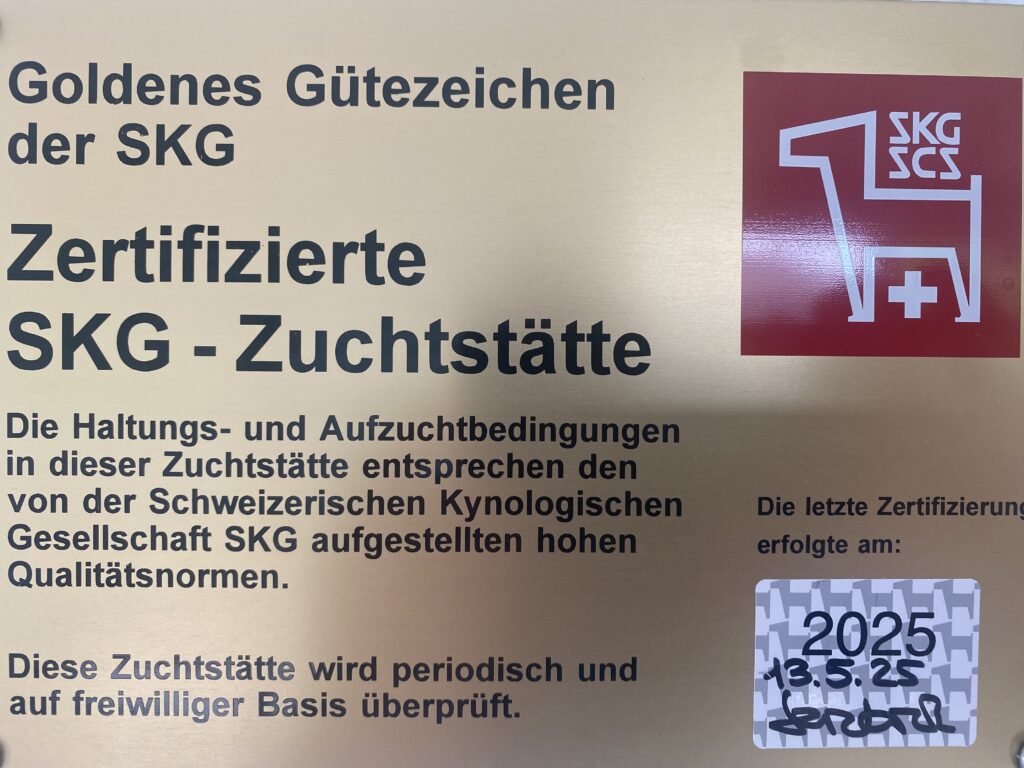 Goldenes Gütezeichen
der SKG
SKG
SCS
Zertifizierte
SKG - Zuchtstätte
Die Haltungs- und Aufzuchtbedingungen
in dieser Zuchtstätte entsprechen den
von der Schweizerischen Kynologischen
Gesellschaft SKG aufgestellten hohen
Qualitätsnormen.
Diese Zuchtstätte wird periodisch und
auf freiwilliger Basis überprüft.
Die letzte Zertifizierung
erfolgte am:
2025
13.5.25